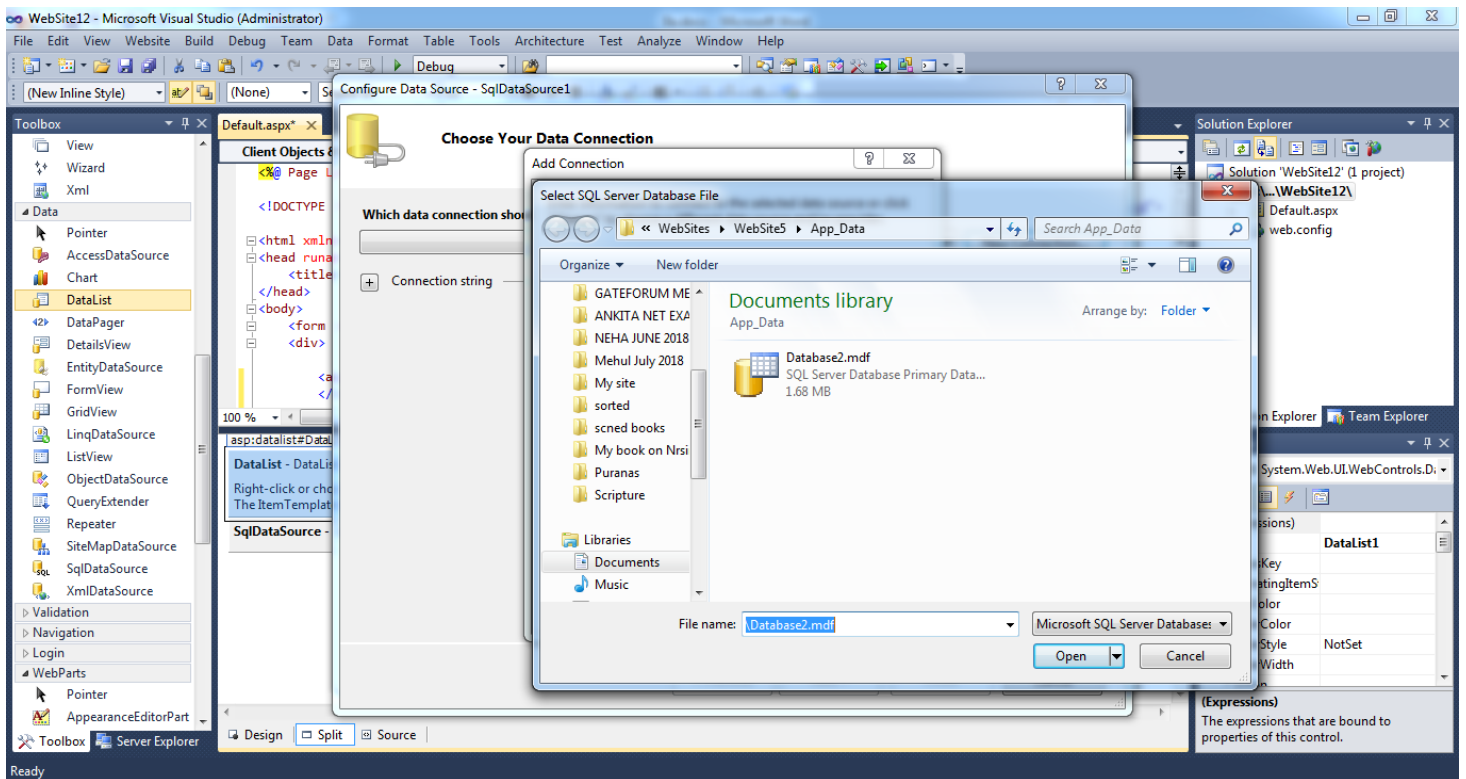 WebSite12 - Microsoft Visual Studio (Administrator)
File Edit View Website Build Debug Team Data Format Table Tools Architecture Test Analyze Window Help
Debug
(New Inline Style)
(None)
Toolbox
View
Wizard
Xml
Data
Pointer
AccessDataSource
Chart
DataList
DataPager
DetailsView
EntityDataSource
FormView
GridView
LinqDataSource
ListView
ObjectDataSource
QueryExtender
Repeater
SiteMapDataSource
SqlDataSource
XmlDataSource
Validation
Navigation
Login
WebParts
Pointer
AppearanceEditorPart
Toolbox Server Explorer
Ready
Default.aspx*
Client Objects &
<%@ Page L
<!DOCTYPE
<html xmln
<head runa
<title
</head>
<body>
<form
<div>
<a
</
100 %
asp:datalist#DataL
DataList - DataLis
Right-click or cho
The ItemTemplat
SqlDataSource -
Design Split Source
Configure Data Source - SqlDataSource1
Choose Your Data Connection
Which data connection shou
Connection string
Add Connection
Select SQL Server Database File
« WebSites WebSite5 App_Data
Search App_Data
Organize New folder
GATEFORUM ME
ANKITA NET EXA
NEHA JUNE 2018
Mehul July 2018
My site
sorted
scned books
My book on Nrsi
Puranas
Scripture
Libraries
Documents
Music
Documents library
App_Data
Arrange by: Folder
Database2.mdf
SQL Server Database Primary Data...
1.68 MB
File name: \Database2.mdf
Microsoft SQL Server Databases
Open Cancel
Solution Explorer
Solution 'WebSite12' (1 project)
\...\WebSite12\
Default.aspx
web.config
n Explorer Team Explorer
System.Web.UI.WebControls.Da
ssions)
DataList1
Key
atingItemS
olor
rColor
Style NotSet
Width
(Expressions)
The expressions that are bound to
properties of this control.